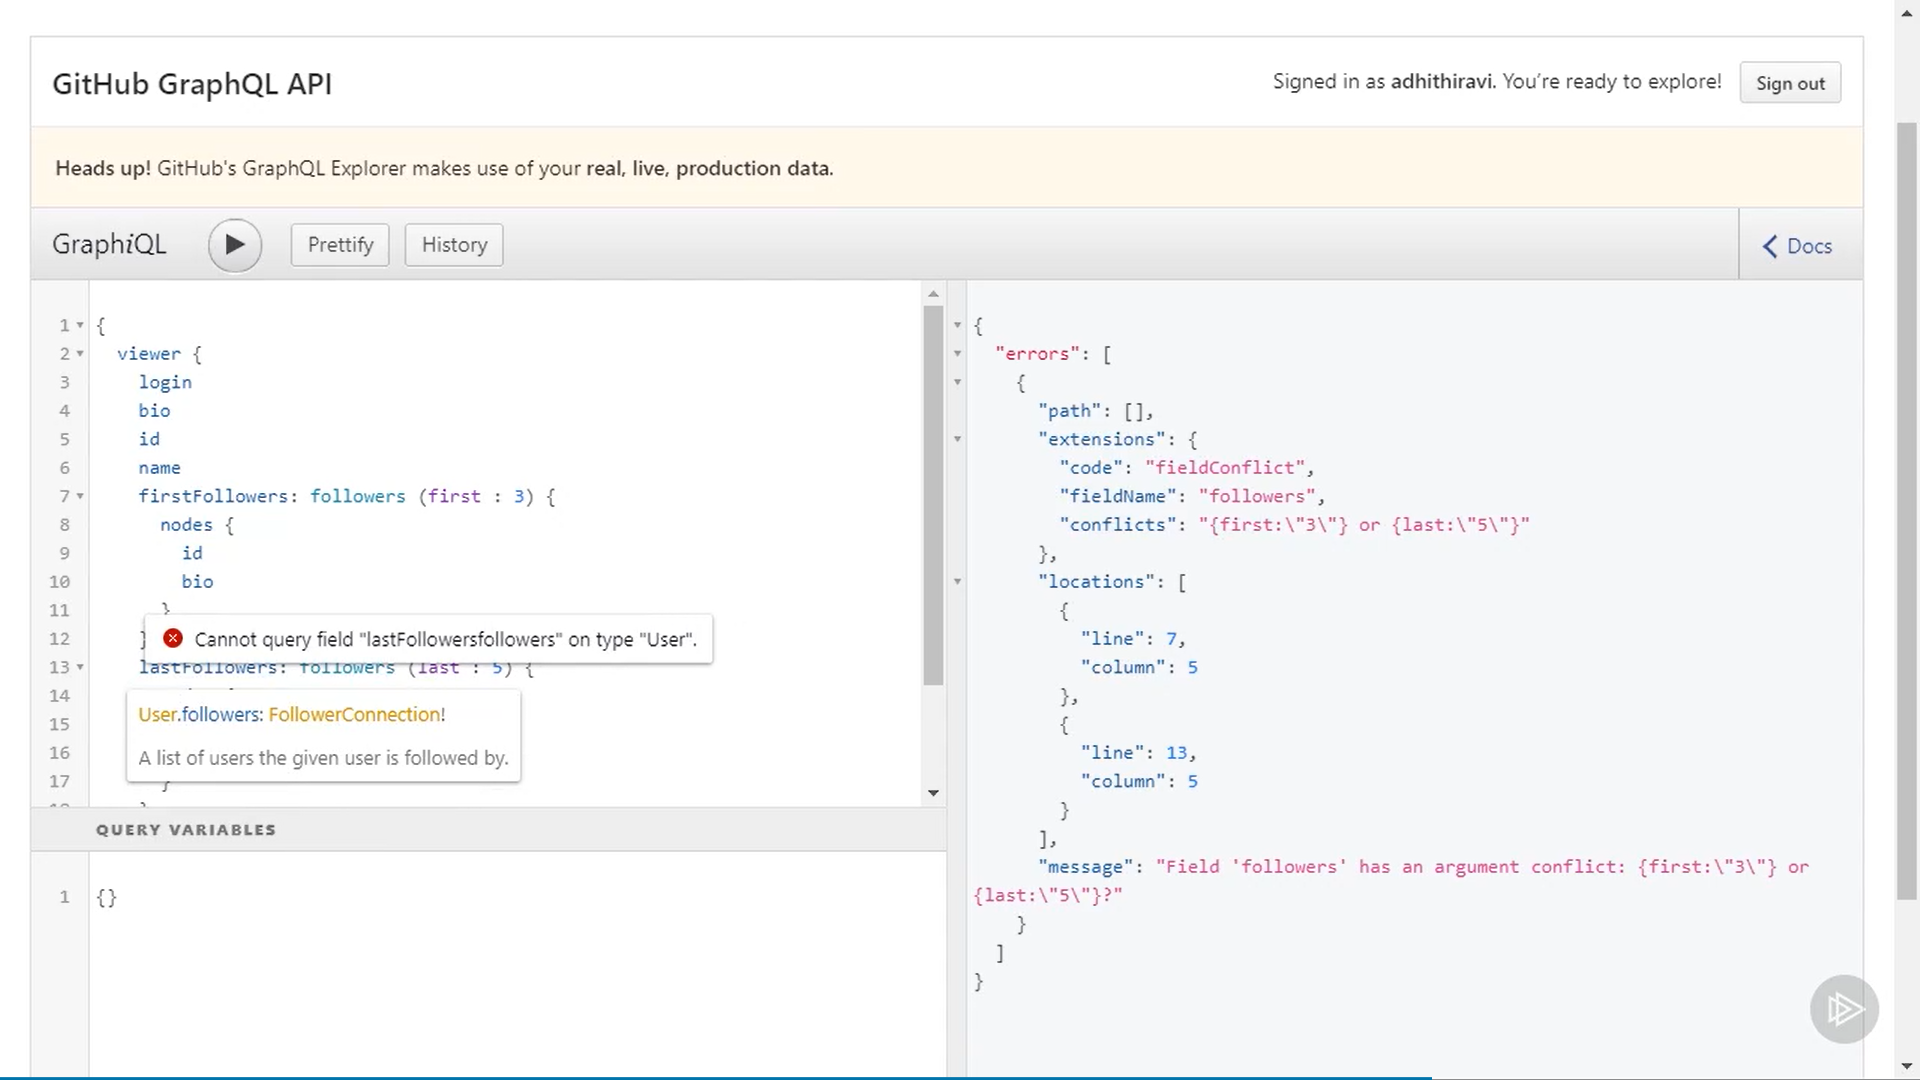 GitHub GraphQL API
Signed in as adhithiravi. You're ready to explore!
Sign out
Heads up! GitHub's GraphQL Explorer makes use of your real, live, production data.
GraphiQL
Prettify
History
Docs
1 {
2 viewer {
3 login
4 bio
5 id
6 name
7 firstFollowers: followers (first : 3) {
8 nodes {
9 id
10 bio
11 }
12 }
Cannot query field "lastFollowersfollowers" on type "User".
13 lastFollowers: followers (last : 5) {
14
User.followers: FollowerConnection!
15
16
A list of users the given user is followed by.
17 }
QUERY VARIABLES
1 {}
{
"errors": [
{
"path": [],
"extensions": {
"code": "fieldConflict",
"fieldName": "followers",
"conflicts": "{first:\"3\"} or {last:\"5\"}"
},
"locations": [
{
"line": 7,
"column": 5
},
{
"line": 13,
"column": 5
}
],
"message": "Field 'followers' has an argument conflict: {first:\"3\"} or
{last:\"5\"}?"
}
]
}